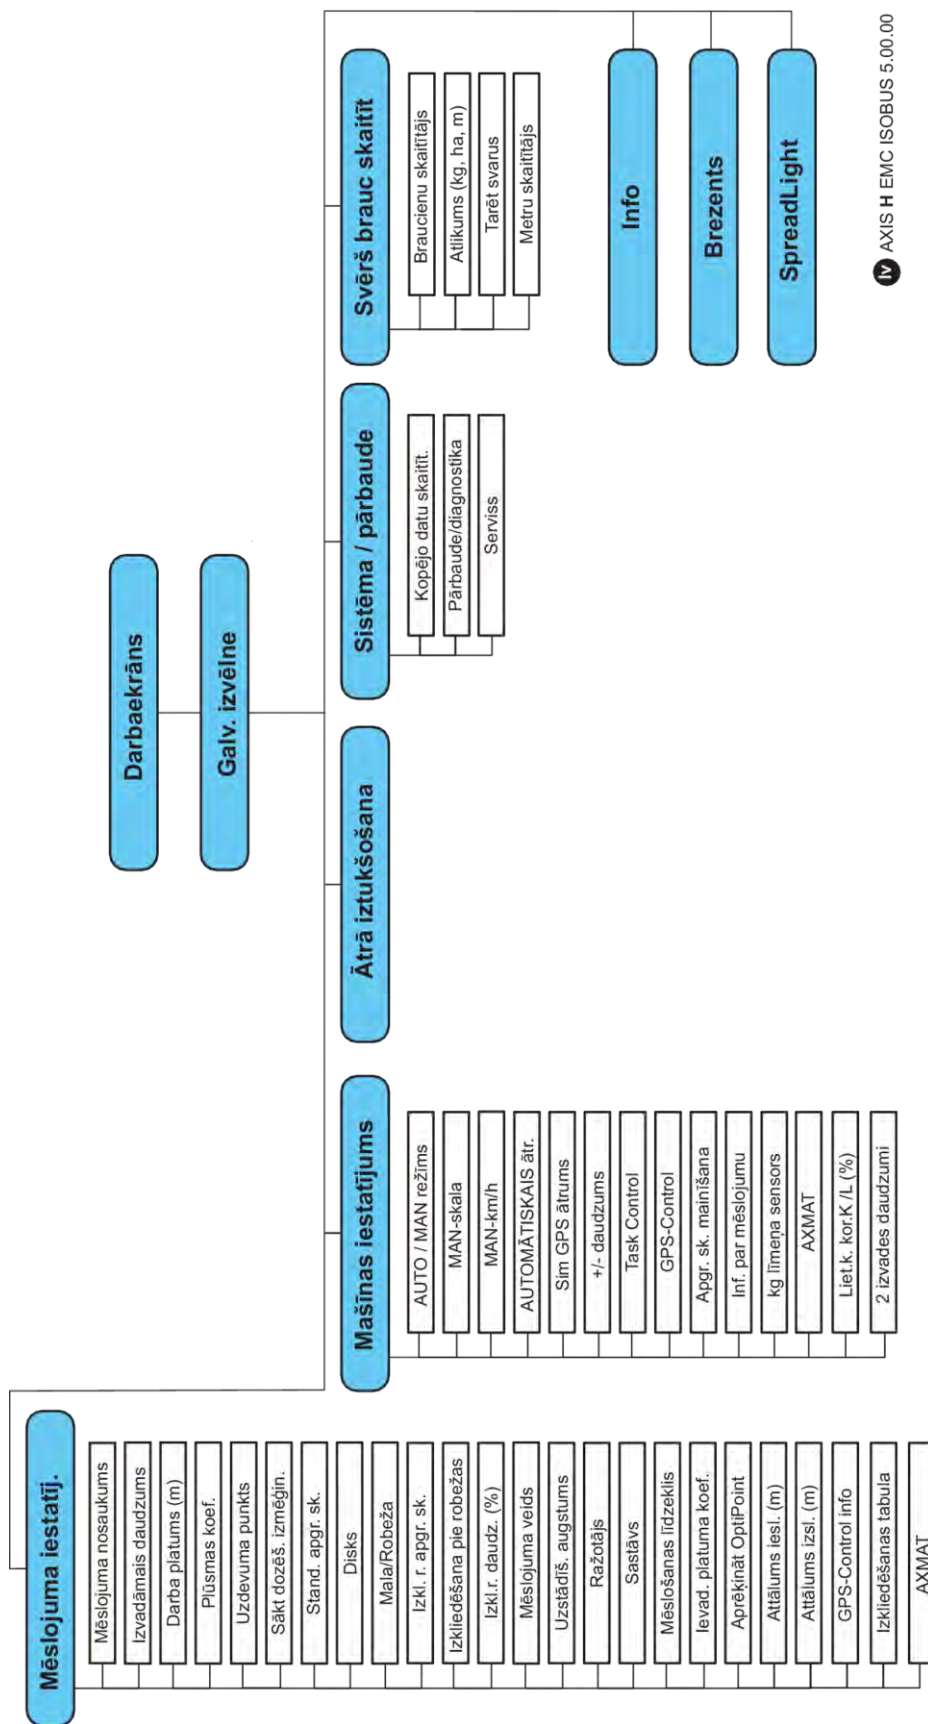 Darbaekrāns
Galv. izvēlne
Mēslojuma iestatīj.
Mēslojuma nosaukums
Izvadāmais daudzums
Darba platums (m)
Plūsmas koef.
Uzdevuma punkts
Sākt dozēš. izmēģin.
Stand. apgr. sk.
Disks
Mala/Robeža
Izkl. r. apgr. sk.
Izkliedēšana pie robežas
Izkl.r. daudz. (%)
Mēslojuma veids
Uzstādīš. augstums
Ražotājs
Sastāvs
Mēslošanas līdzeklis
Ievad. platuma koef.
Aprēķināt OptiPoint
Attālums iesl. (m)
Attālums izsl. (m)
GPS-Control info
Izkliedēšanas tabula
AXMAT
Mašīnas iestatījums
AUTO / MAN režīms
MAN-skala
MAN-km/h
AUTOMĀTISKAIS ātr.
Sim GPS ātrums
+/- daudzums
Task Control
GPS-Control
Apgr. sk. mainīšana
Inf. par mēslojumu
kg līmeņa sensors
AXMAT
Liet.k. kor.K /L (%)
2 izvades daudzumi
Ātrā iztukšošana
Sistēma / pārbaude
Kopējo datu skaitīt.
Pārbaude/diagnostika
Serviss
Svērš brauc skaitīt
Braucienu skaitītājs
Atlikums (kg, ha, m)
Tarēt svarus
Metru skaitītājs
Info
Brezents
SpreadLight
lv AXIS H EMC ISOBUS 5.00.00